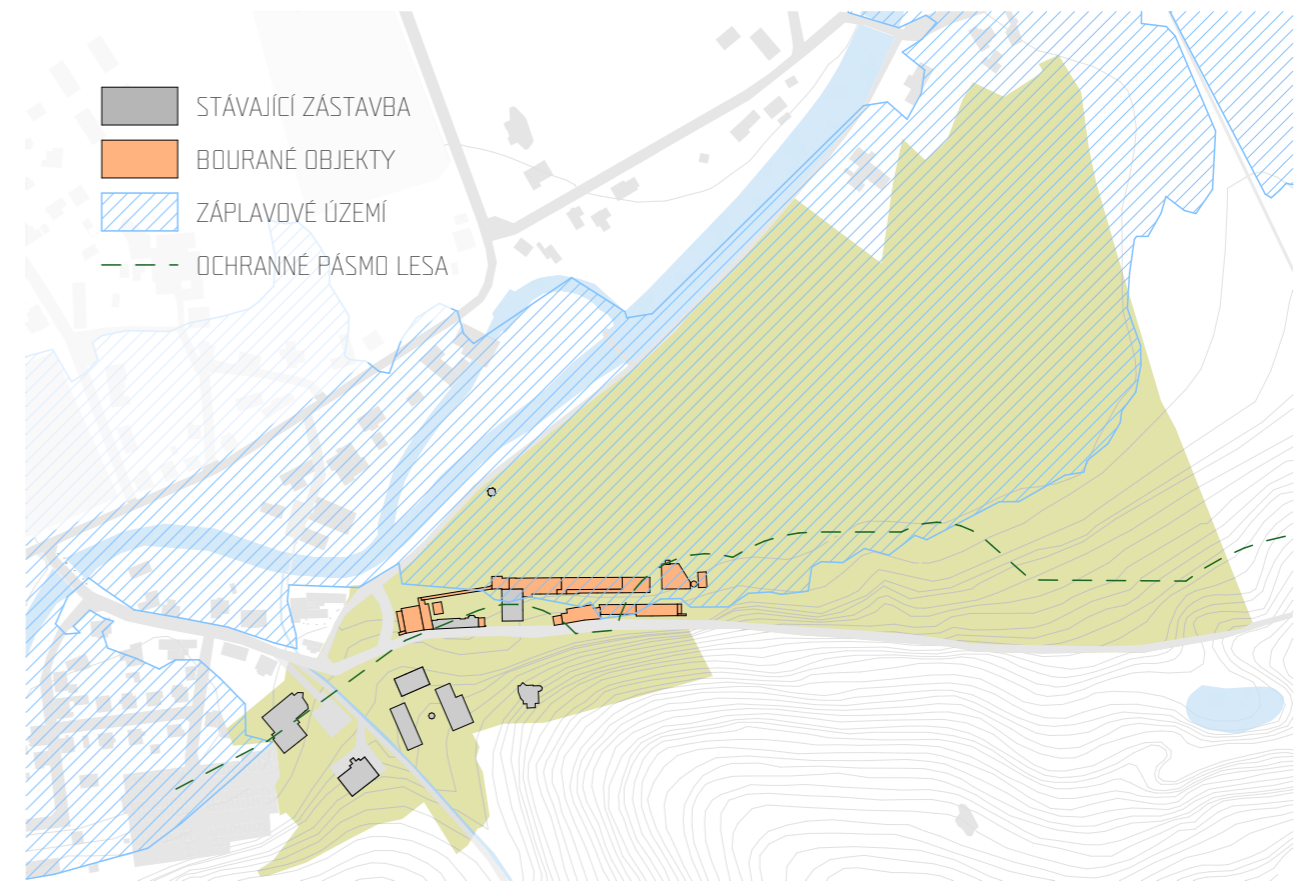 STÁVAJÍCÍ ZÁSTAVBA
BOURANÉ OBJEKTY
ZÁPLAVOVÉ ÚZEMÍ
OCHRANNÉ PÁSMO LESA